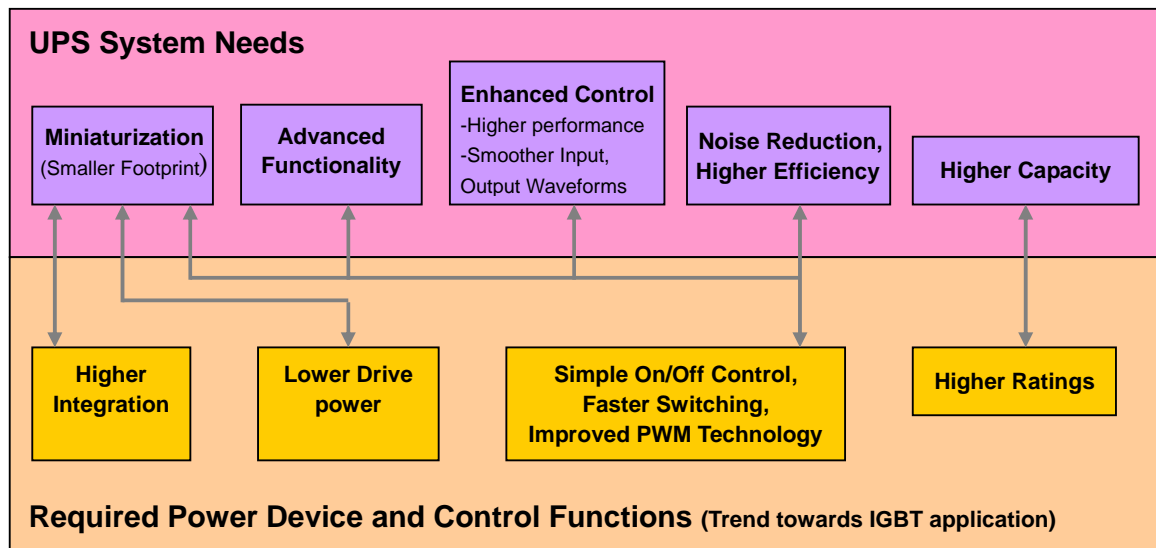 UPS System Needs
Miniaturization
(Smaller Footprint)
Advanced
Functionality
Enhanced Control
-Higher performance
-Smoother Input,
Output Waveforms
Noise Reduction,
Higher Efficiency
Higher Capacity
Higher
Integration
Lower Drive
power
Simple On/Off Control,
Faster Switching,
Improved PWM Technology
Higher Ratings
Required Power Device and Control Functions (Trend towards IGBT application)